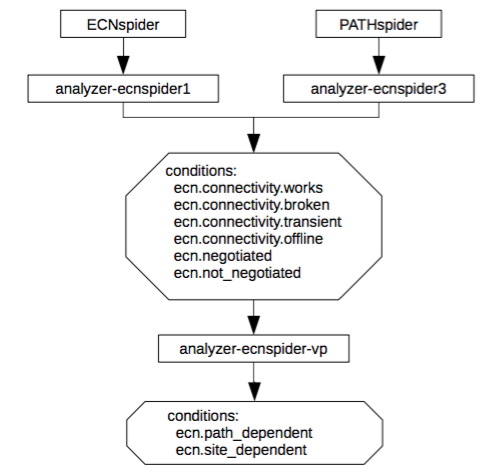 ECNspider
PATHspider
analyzer-ecnspider1
analyzer-ecnspider3
conditions:
ecn.connectivity.works
ecn.connectivity.broken
ecn.connectivity.transient
ecn.connectivity.offline
ecn.negotiated
ecn.not_negotiated
analyzer-ecnspider-vp
conditions:
ecn.path_dependent
ecn.site_dependent